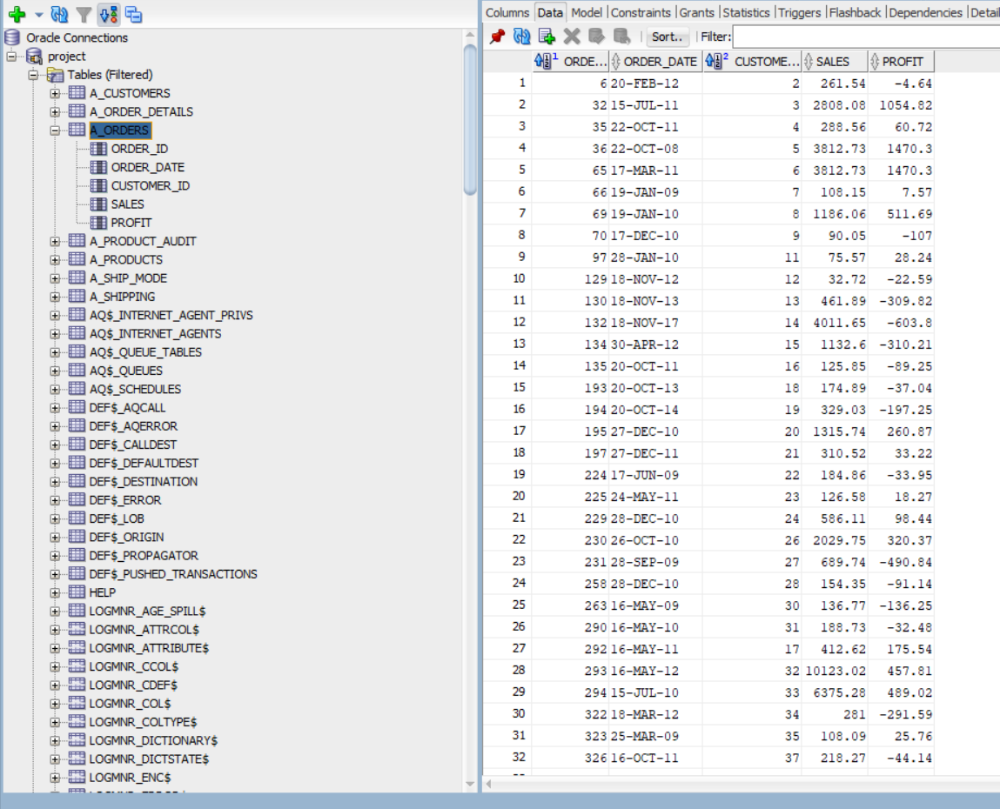 Oracle Connections
project
Tables (Filtered)
A_CUSTOMERS
A_ORDER_DETAILS
A_ORDERS
ORDER_ID
ORDER_DATE
CUSTOMER_ID
SALES
PROFIT
A_PRODUCT_AUDIT
A_PRODUCTS
A_SHIP_MODE
A_SHIPPING
AQ$_INTERNET_AGENT_PRIVS
AQ$_INTERNET_AGENTS
AQ$_QUEUE_TABLES
AQ$_QUEUES
AQ$_SCHEDULES
DEF$_AQCALL
DEF$_AQERROR
DEF$_CALLDEST
DEF$_DEFAULTDEST
DEF$_DESTINATION
DEF$_ERROR
DEF$_LOB
DEF$_ORIGIN
DEF$_PROPAGATOR
DEF$_PUSHED_TRANSACTIONS
HELP
LOGMNR_AGE_SPILL$
LOGMNR_ATTRCOL$
LOGMNR_ATTRIBUTE$
LOGMNR_CCOL$
LOGMNR_CDEF$
LOGMNR_COL$
LOGMNR_COLTYPE$
LOGMNR_DICTIONARY$
LOGMNR_DICTSTATE$
LOGMNR_ENC$
Columns Data Model Constraints Grants Statistics Triggers Flashback Dependencies Detail
Sort.. Filter:
1 ORDE... ORDER_DATE 2 CUSTOME... SALES PROFIT
1 6 20-FEB-12 2 261.54 -4.64
2 32 15-JUL-11 3 2808.08 1054.82
3 35 22-OCT-11 4 288.56 60.72
4 36 22-OCT-08 5 3812.73 1470.3
5 65 17-MAR-11 6 3812.73 1470.3
6 66 19-JAN-09 7 108.15 7.57
7 69 19-JAN-10 8 1186.06 511.69
8 70 17-DEC-10 9 90.05 -107
9 97 28-JAN-10 11 75.57 28.24
10 129 18-NOV-12 12 32.72 -22.59
11 130 18-NOV-13 13 461.89 -309.82
12 132 18-NOV-17 14 4011.65 -603.8
13 134 30-APR-12 15 1132.6 -310.21
14 135 20-OCT-11 16 125.85 -89.25
15 193 20-OCT-13 18 174.89 -37.04
16 194 20-OCT-14 19 329.03 -197.25
17 195 27-DEC-10 20 1315.74 260.87
18 197 27-DEC-11 21 310.52 33.22
19 224 17-JUN-09 22 184.86 -33.95
20 225 24-MAY-11 23 126.58 18.27
21 229 28-DEC-10 24 586.11 98.44
22 230 26-OCT-10 26 2029.75 320.37
23 231 28-SEP-09 27 689.74 -490.84
24 258 28-DEC-10 28 154.35 -91.14
25 263 16-MAY-09 30 136.77 -136.25
26 290 16-MAY-10 31 188.73 -32.48
27 292 16-MAY-11 17 412.62 175.54
28 293 16-MAY-12 32 10123.02 457.81
29 294 15-JUL-10 33 6375.28 489.02
30 322 18-MAR-12 34 281 -291.59
31 323 25-MAR-09 35 108.09 25.76
32 326 16-OCT-11 37 218.27 -44.14